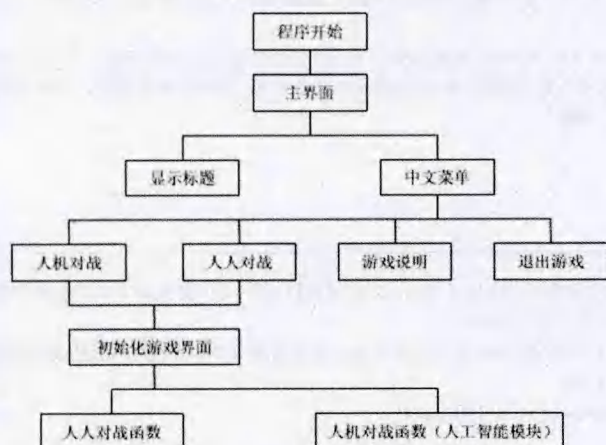 程序开始
主界面
显示标题
中文菜单
人机对战
人人对战
游戏说明
退出游戏
初始化游戏界面
人人对战函数
人机对战函数（人工智能模块）